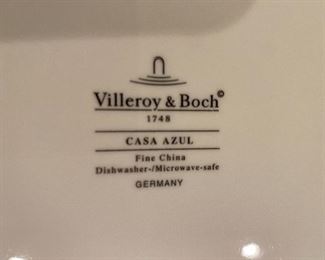 Villeroy & Boch©
1748
CASA AZUL
Fine China
Dishwasher-/Microwave-safe
GERMANY